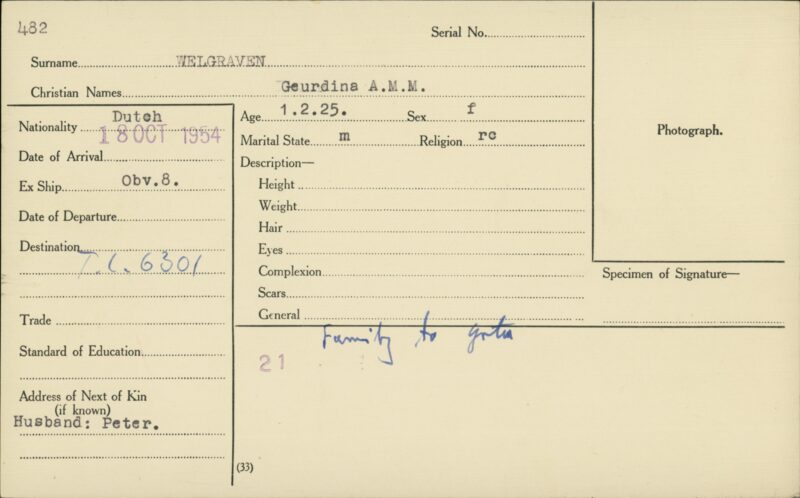 482
Serial No.
Surname WELGRAVEN
Christian Names Geurdina A.M.M.
Nationality Dutch
18 OCT 1954
Date of Arrival
Ex Ship Obv.8.
Date of Departure
Destination
T.C. 6301
Trade
Standard of Education
Address of Next of Kin
(if known)
Husband: Peter.
Age 1.2.25. Sex f
Marital State m Religion rc
Description—
Height
Weight
Hair
Eyes
Complexion
Scars
General
Family to
21
(33)
Photograph.
Specimen of Signature—